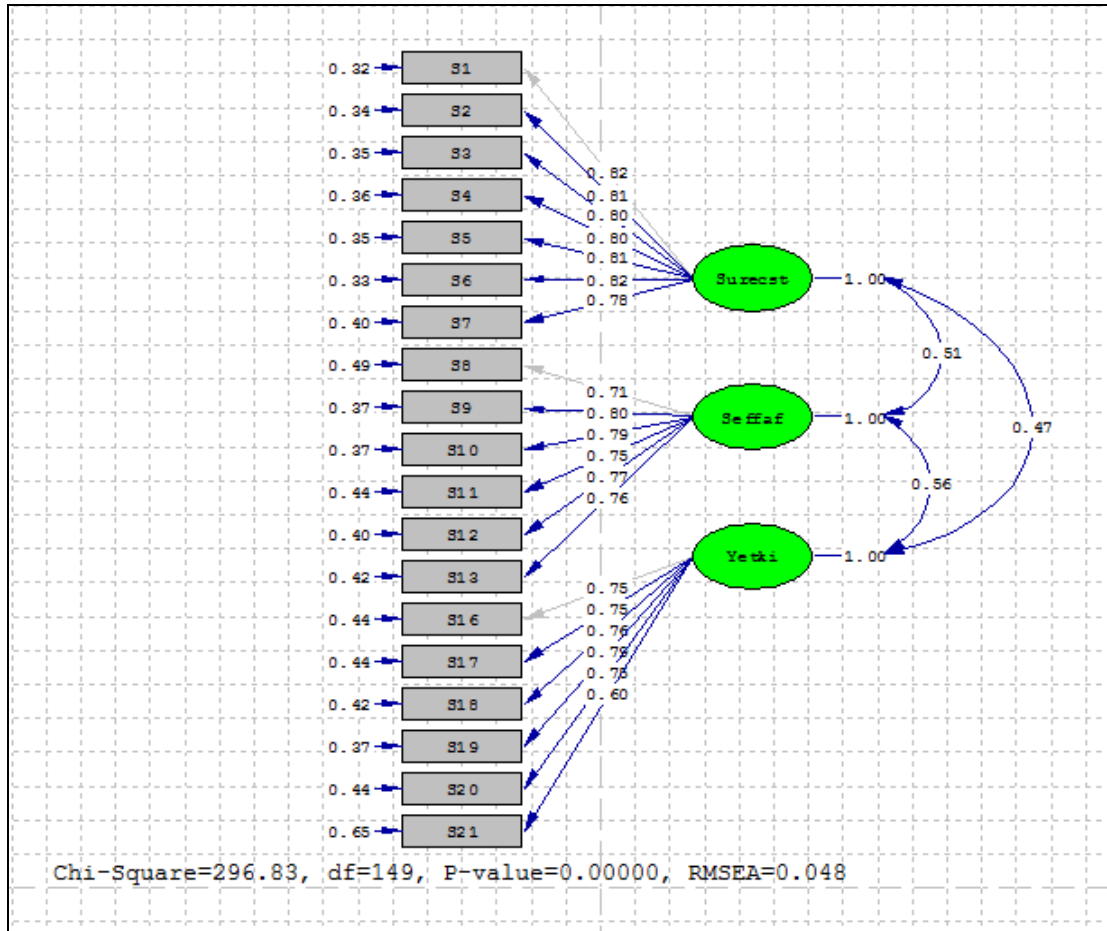 0.32 S1
0.34 S2
0.35 S3
0.36 S4
0.35 S5
0.33 S6
0.40 S7
0.49 S8
0.37 S9
0.37 S10
0.44 S11
0.40 S12
0.42 S13
0.44 S16
0.44 S17
0.42 S18
0.37 S19
0.44 S20
0.65 S21
0.82
0.81
0.80
0.80
0.81
0.82
0.78
0.71
0.80
0.79
0.75
0.77
0.76
0.75
0.75
0.76
0.79
0.75
0.60
Surecst 1.00
Seffaf 1.00
Yetki 1.00
0.51
0.47
0.56
Chi-Square=296.83, df=149, P-value=0.00000, RMSEA=0.048